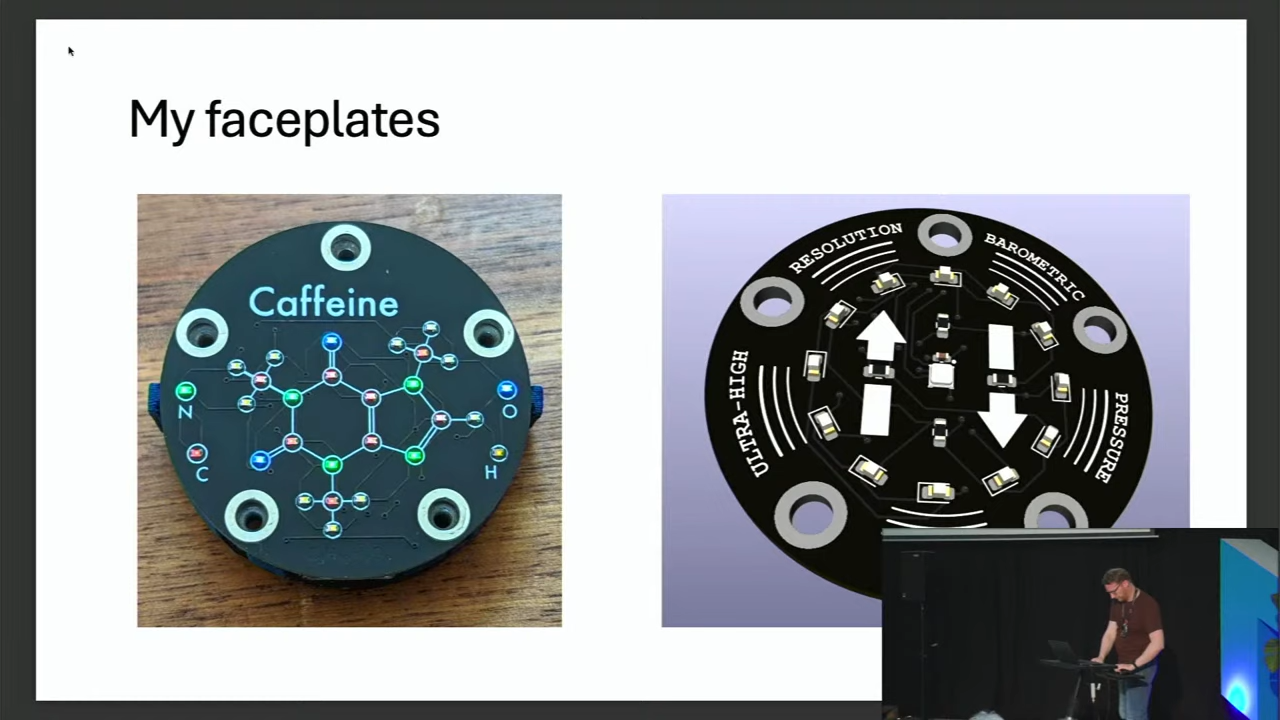 My faceplates
Caffeine
N
O
C
H
RESOLUTION
BAROMETRIC
ULTRA-HIGH
PRESSURE